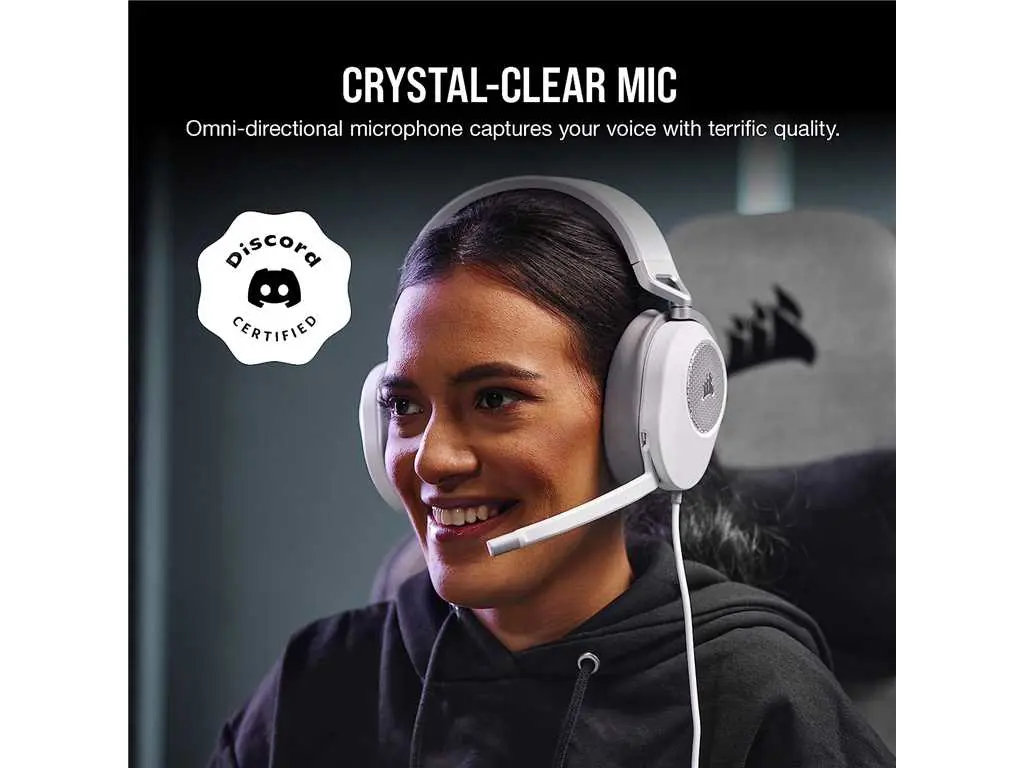 CRYSTAL-CLEAR MIC
Omni-directional microphone captures your voice with terrific quality.
Discord
CERTIFIED